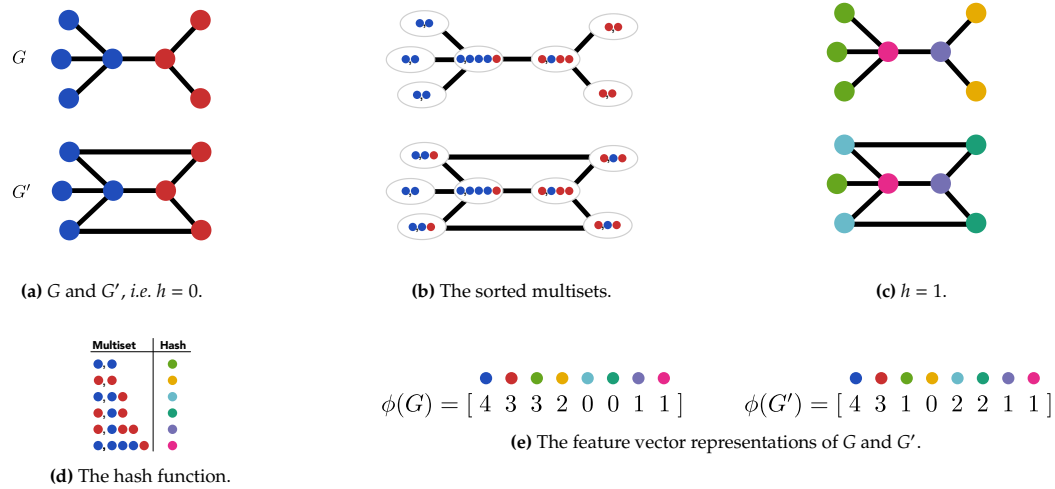 G
G′
(a) G and G′, i.e. h = 0.
(b) The sorted multisets.
(c) h = 1.
Multiset Hash
(d) The hash function.
ϕ(G) = [ 4 3 3 2 0 0 1 1 ]
ϕ(G′) = [ 4 3 1 0 2 2 1 1 ]
(e) The feature vector representations of G and G′.